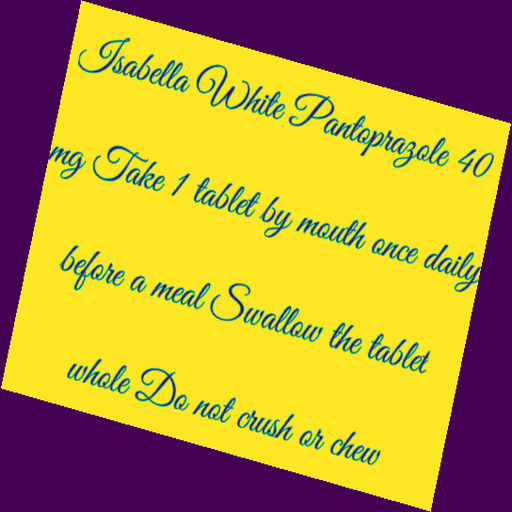 Isabella White Pantoprazole 40
mg Take 1 tablet by mouth once daily
before a meal Swallow the tablet
whole Do not crush or chew